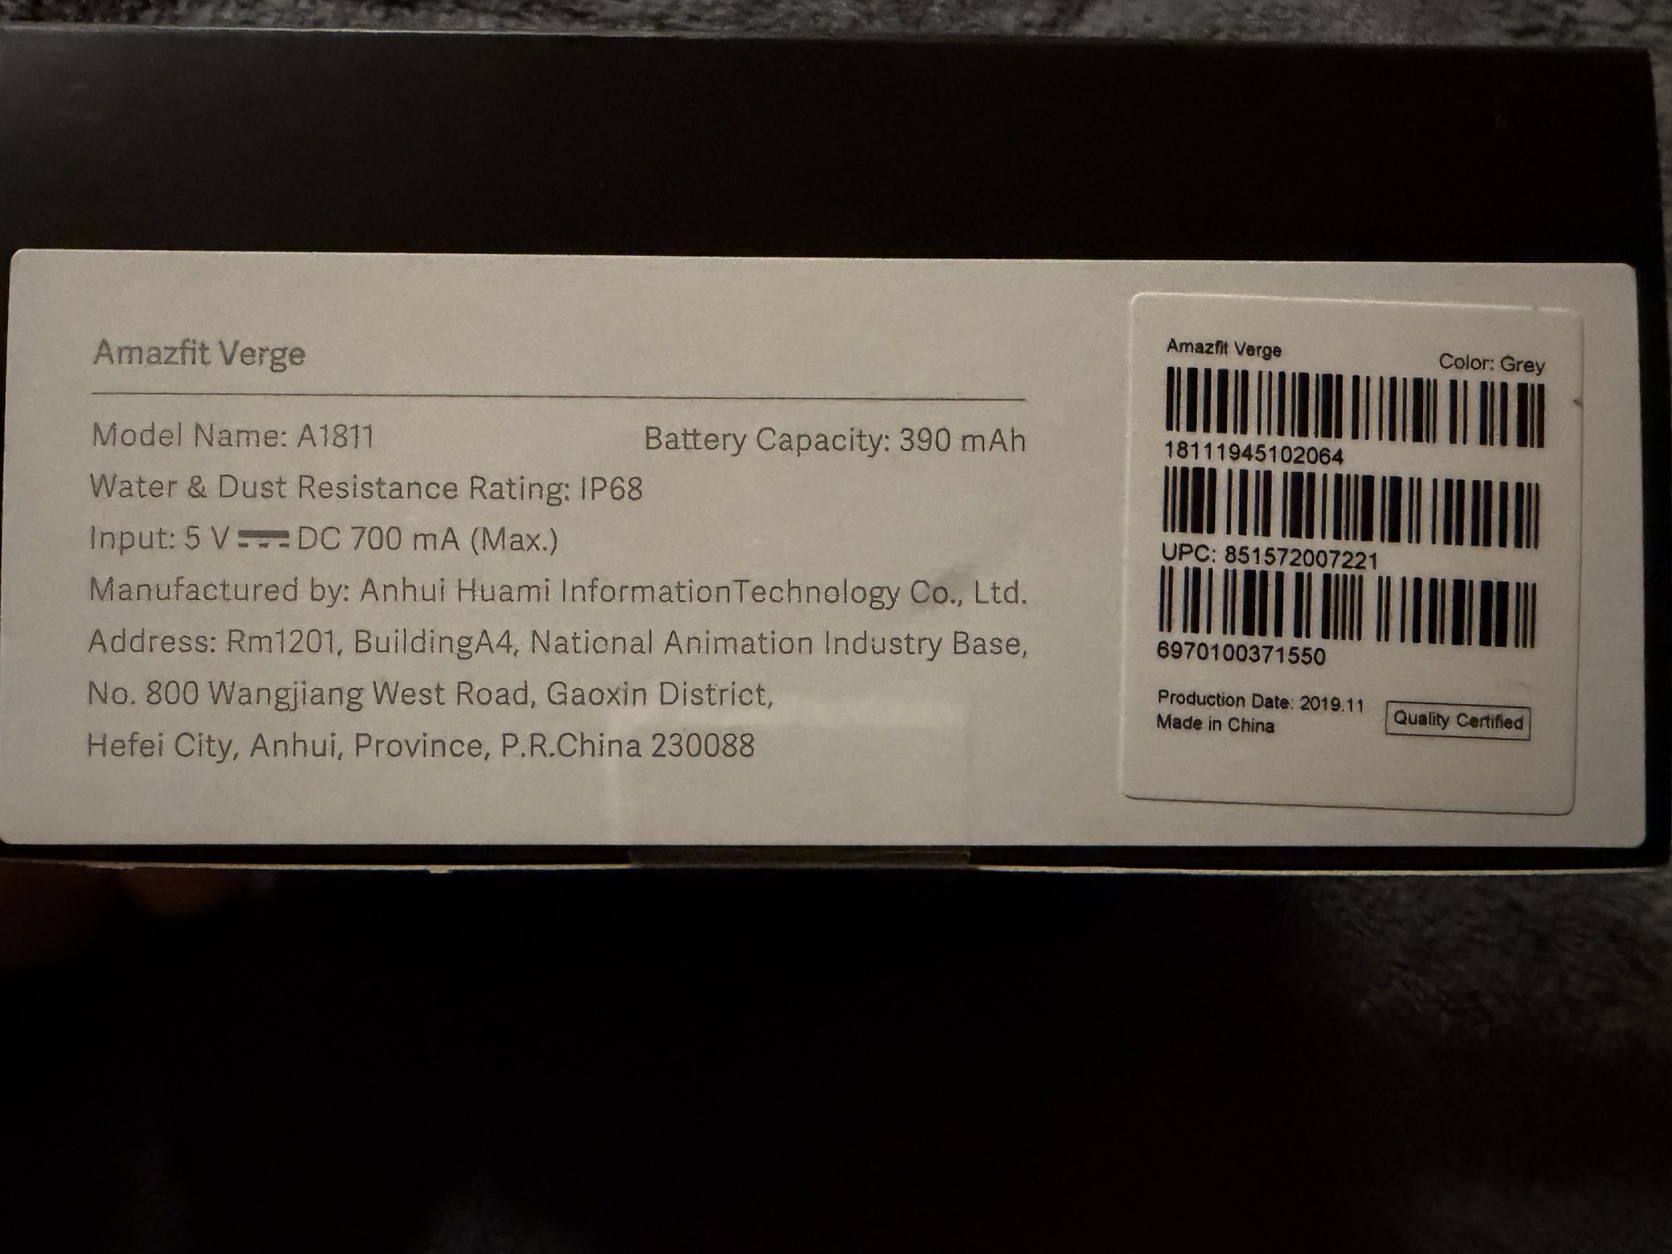 Amazfit Verge
Model Name: A1811 Battery Capacity: 390 mAh
Water & Dust Resistance Rating: IP68
Input: 5 V ⎓ DC 700 mA (Max.)
Manufactured by: Anhui Huami InformationTechnology Co., Ltd.
Address: Rm1201, BuildingA4, National Animation Industry Base,
No. 800 Wangjiang West Road, Gaoxin District,
Hefei City, Anhui, Province, P.R.China 230088
Amazfit Verge Color: Grey
18111945102064
UPC: 851572007221
6970100371550
Production Date: 2019.11
Made in China
Quality Certified